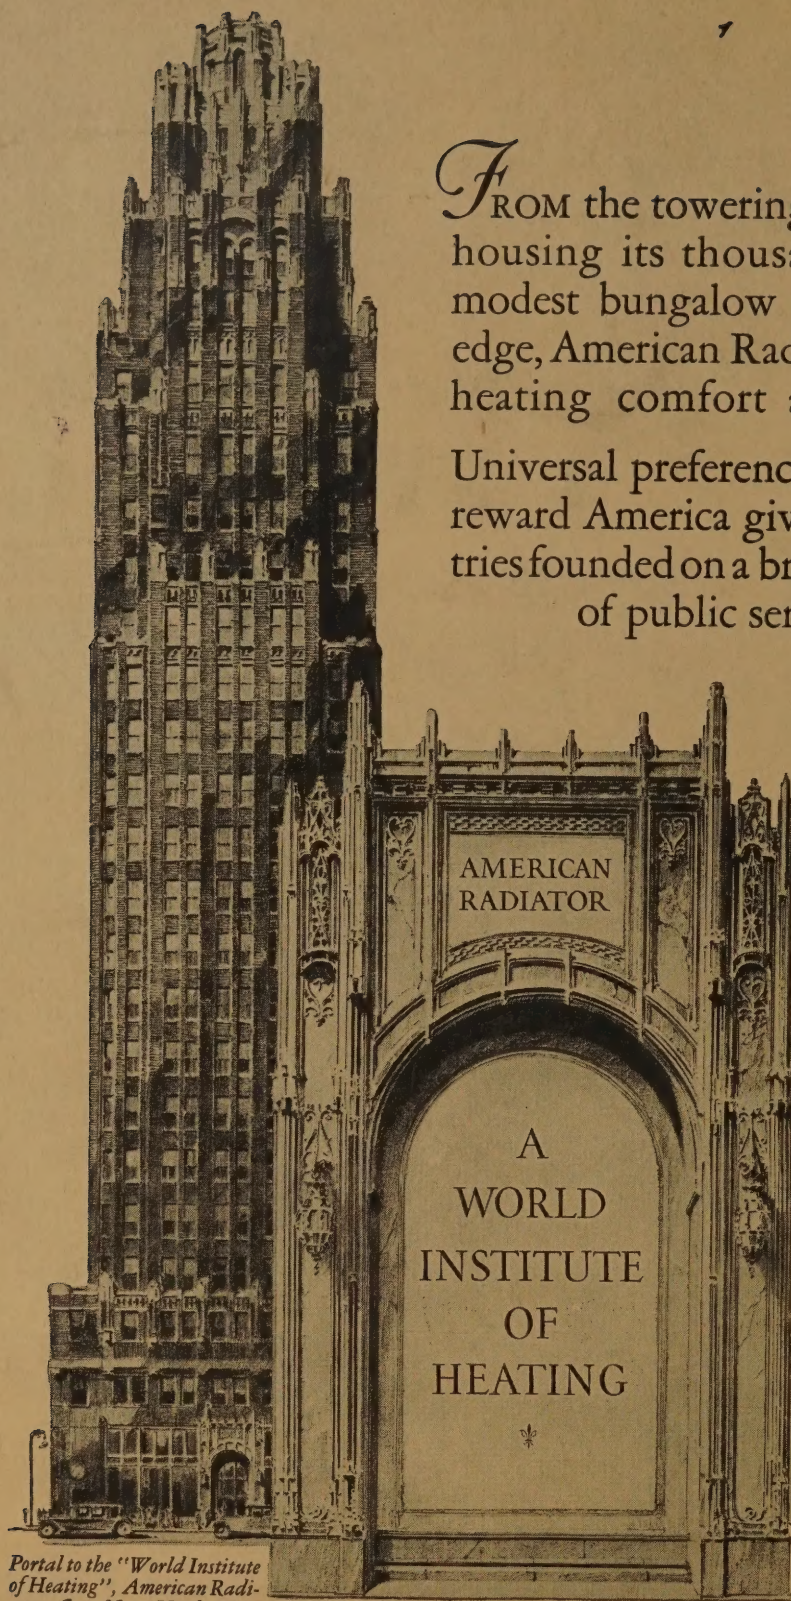 FROM the towering
housing its thous
modest bungalow
edge, American Rad
heating comfort
Universal preferenc
reward America giv
tries founded on a br
of public ser
AMERICAN
RADIATOR
A
WORLD
INSTITUTE
OF
HEATING
Portal to the "World Institute
of Heating", American Radi-